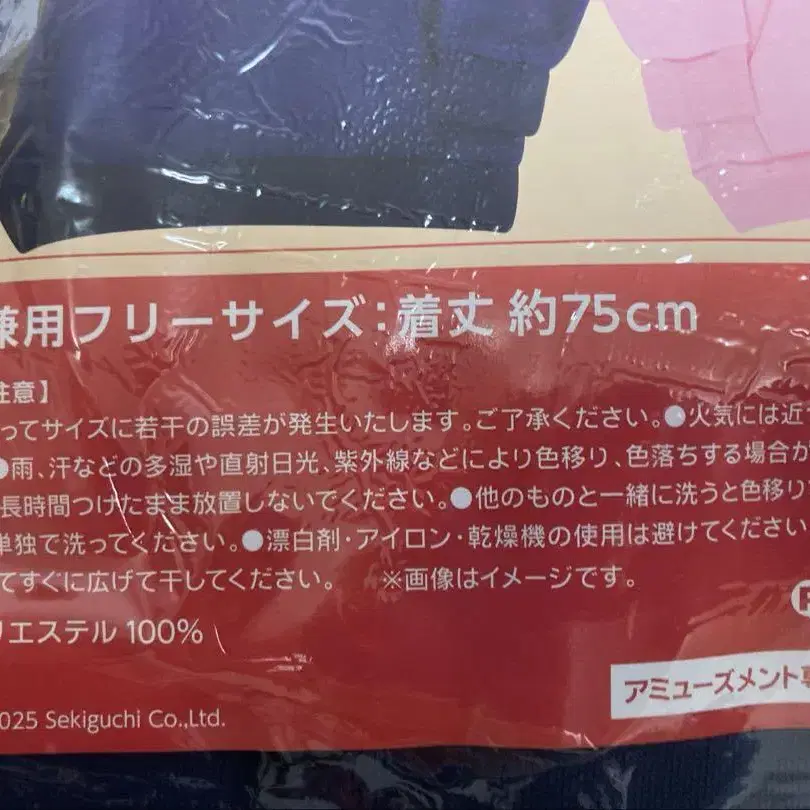 兼用フリーサイズ：着丈 約75cm
注意】
ってサイズに若干の誤差が発生いたします。ご了承ください。●火気には近
●雨、汗などの多湿や直射日光、紫外線などにより色移り、色落ちする場合が
長時間つけたまま放置しないでください。●他のものと一緒に洗うと色移り
単独で洗ってください。●漂白剤・アイロン・乾燥機の使用は避けてください
てすぐに広げて干してください。 ※画像はイメージです。
リエステル 100%
アミューズメント専
2025 Sekiguchi Co.,Ltd.